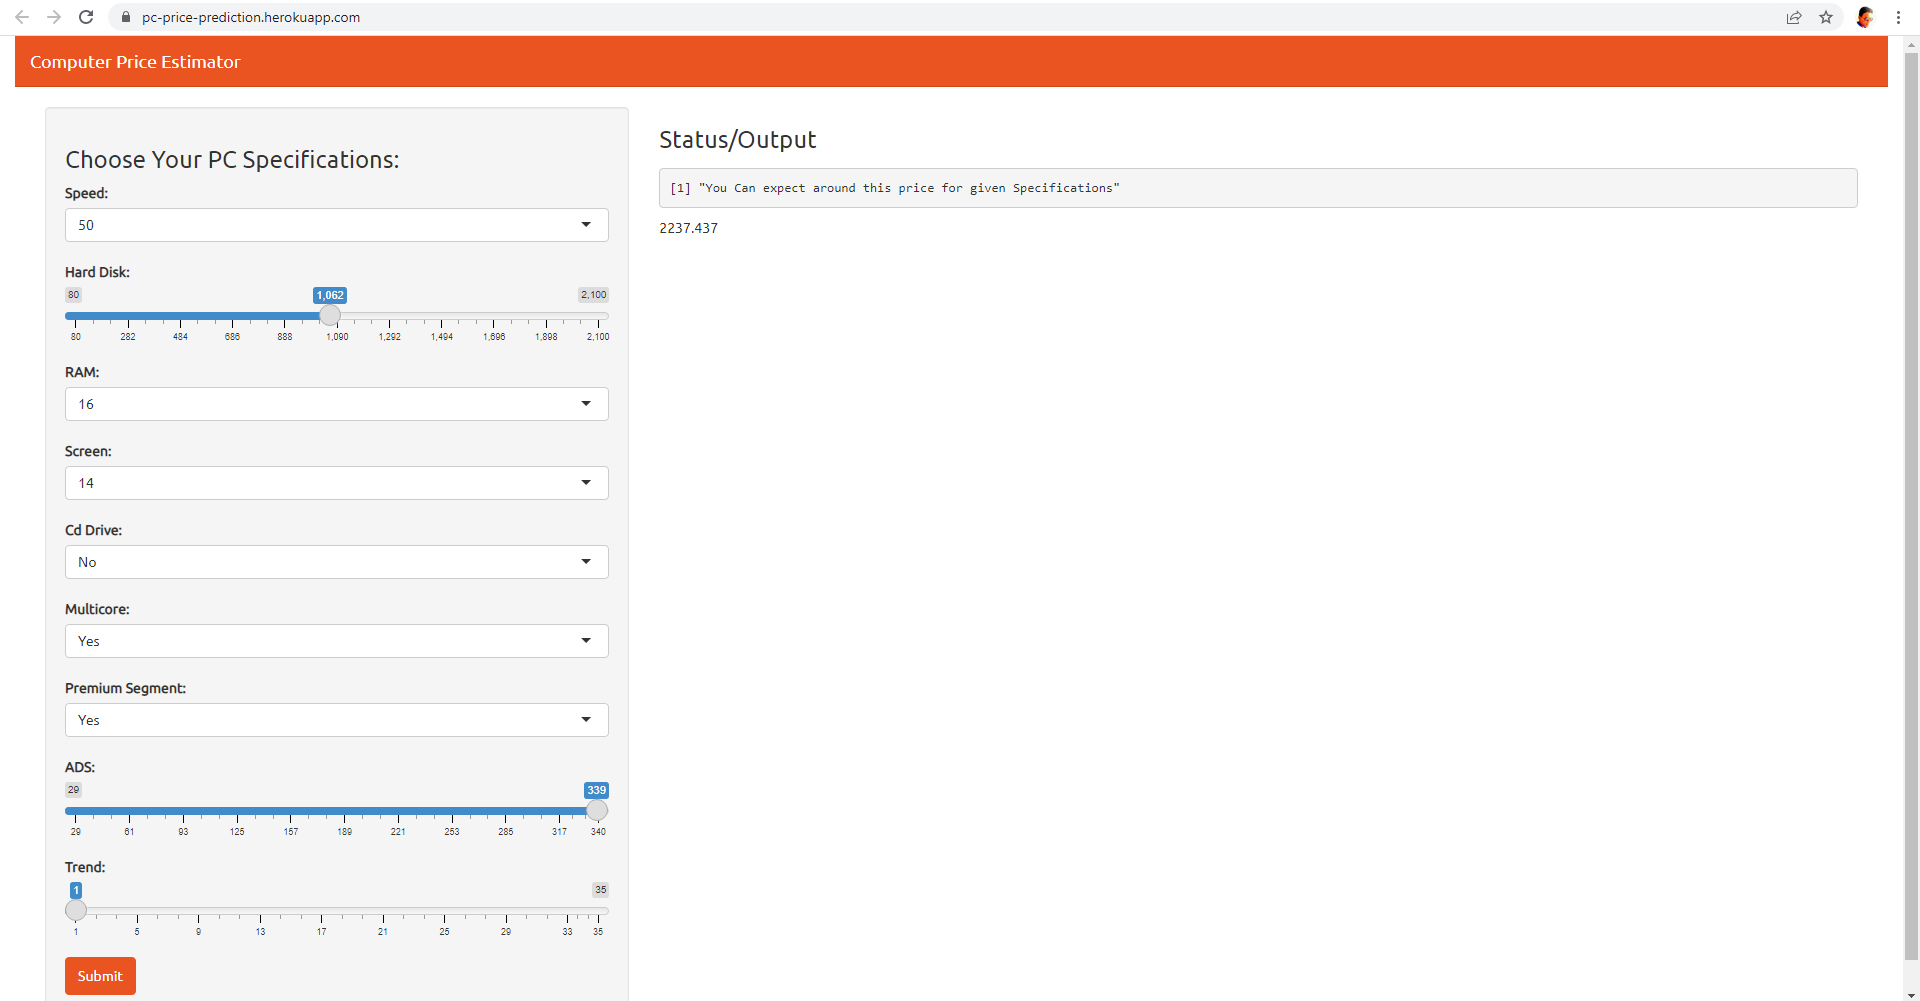 pc-price-prediction.herokuapp.com
Computer Price Estimator
Choose Your PC Specifications:
Speed:
50
Hard Disk:
80 1,062 2,100
80 282 484 686 888 1,090 1,292 1,494 1,696 1,898 2,100
RAM:
16
Screen:
14
Cd Drive:
No
Multicore:
Yes
Premium Segment:
Yes
ADS:
29 339
29 61 93 125 157 189 221 253 285 317 340
Trend:
1 35
1 5 9 13 17 21 25 29 33 35
Submit
Status/Output
[1] "You Can expect around this price for given Specifications"
2237.437